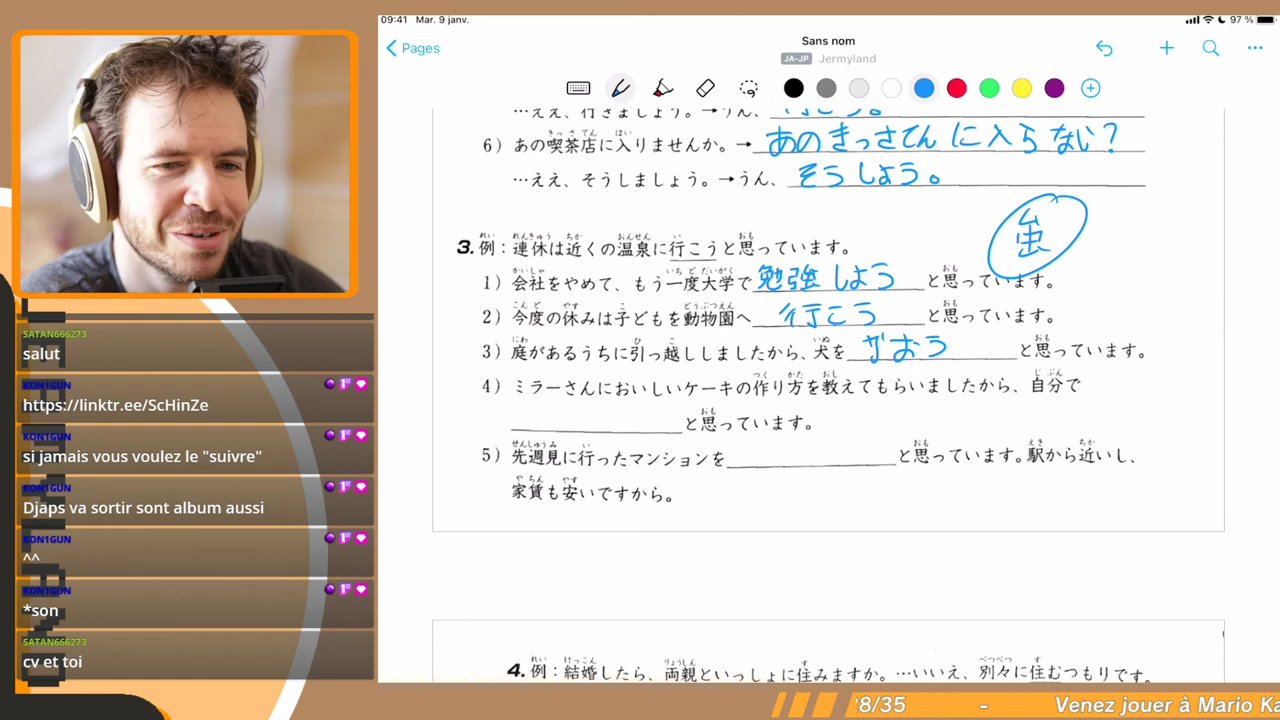 09:41 Mar. 9 janv.
97 %
Pages
Sans nom
JA-JP Jermyland
…ええ、行きましょう。→うん、行こう。
6）あの喫茶店に入りませんか。→ あのきっさてんに入らない？
…ええ、そうしましょう。→うん、そうしよう。
虫
3. 例：連休は近くの温泉に行こうと思っています。
1）会社をやめて、もう一度大学で勉強しようと思っています。
2）今度の休みは子どもを動物園へ行こうと思っています。
3）庭があるうちに引っ越ししましたから、犬をがおうと思っています。
4）ミラーさんにおいしいケーキの作り方を教えてもらいましたから、自分で
と思っています。
5）先週見に行ったマンションを と思っています。駅から近いし、
家賃も安いですから。
4. 例：結婚したら、両親といっしょに住みますか。…いいえ、別々に住むつもりです。
SATAN666273
salut
KON1GUN
https://linktr.ee/ScHinZe
KON1GUN
si jamais vous voulez le "suivre"
KON1GUN
Djaps va sortir sont album aussi
KON1GUN
^^
KON1GUN
*son
SATAN666273
cv et toi
8/35 - Venez jouer à Mario Ka